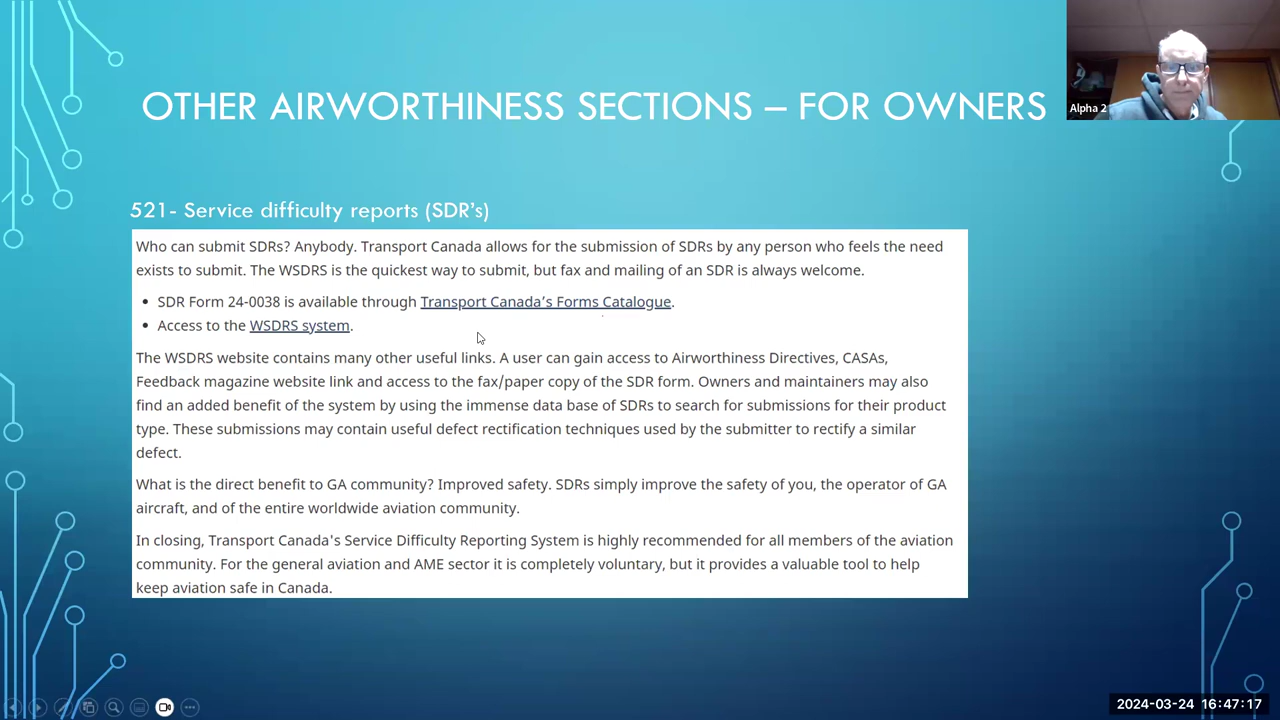 OTHER AIRWORTHINESS SECTIONS – FOR OWNERS
Alpha 2
521- Service difficulty reports (SDR’s)
Who can submit SDRs? Anybody. Transport Canada allows for the submission of SDRs by any person who feels the need
exists to submit. The WSDRS is the quickest way to submit, but fax and mailing of an SDR is always welcome.
• SDR Form 24-0038 is available through Transport Canada’s Forms Catalogue.
• Access to the WSDRS system.
The WSDRS website contains many other useful links. A user can gain access to Airworthiness Directives, CASAs,
Feedback magazine website link and access to the fax/paper copy of the SDR form. Owners and maintainers may also
find an added benefit of the system by using the immense data base of SDRs to search for submissions for their product
type. These submissions may contain useful defect rectification techniques used by the submitter to rectify a similar
defect.
What is the direct benefit to GA community? Improved safety. SDRs simply improve the safety of you, the operator of GA
aircraft, and of the entire worldwide aviation community.
In closing, Transport Canada's Service Difficulty Reporting System is highly recommended for all members of the aviation
community. For the general aviation and AME sector it is completely voluntary, but it provides a valuable tool to help
keep aviation safe in Canada.
2024-03-24 16:47:17